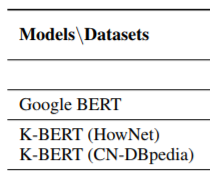 Models\Datasets
Google BERT
K-BERT (HowNet)
K-BERT (CN-DBpedia)